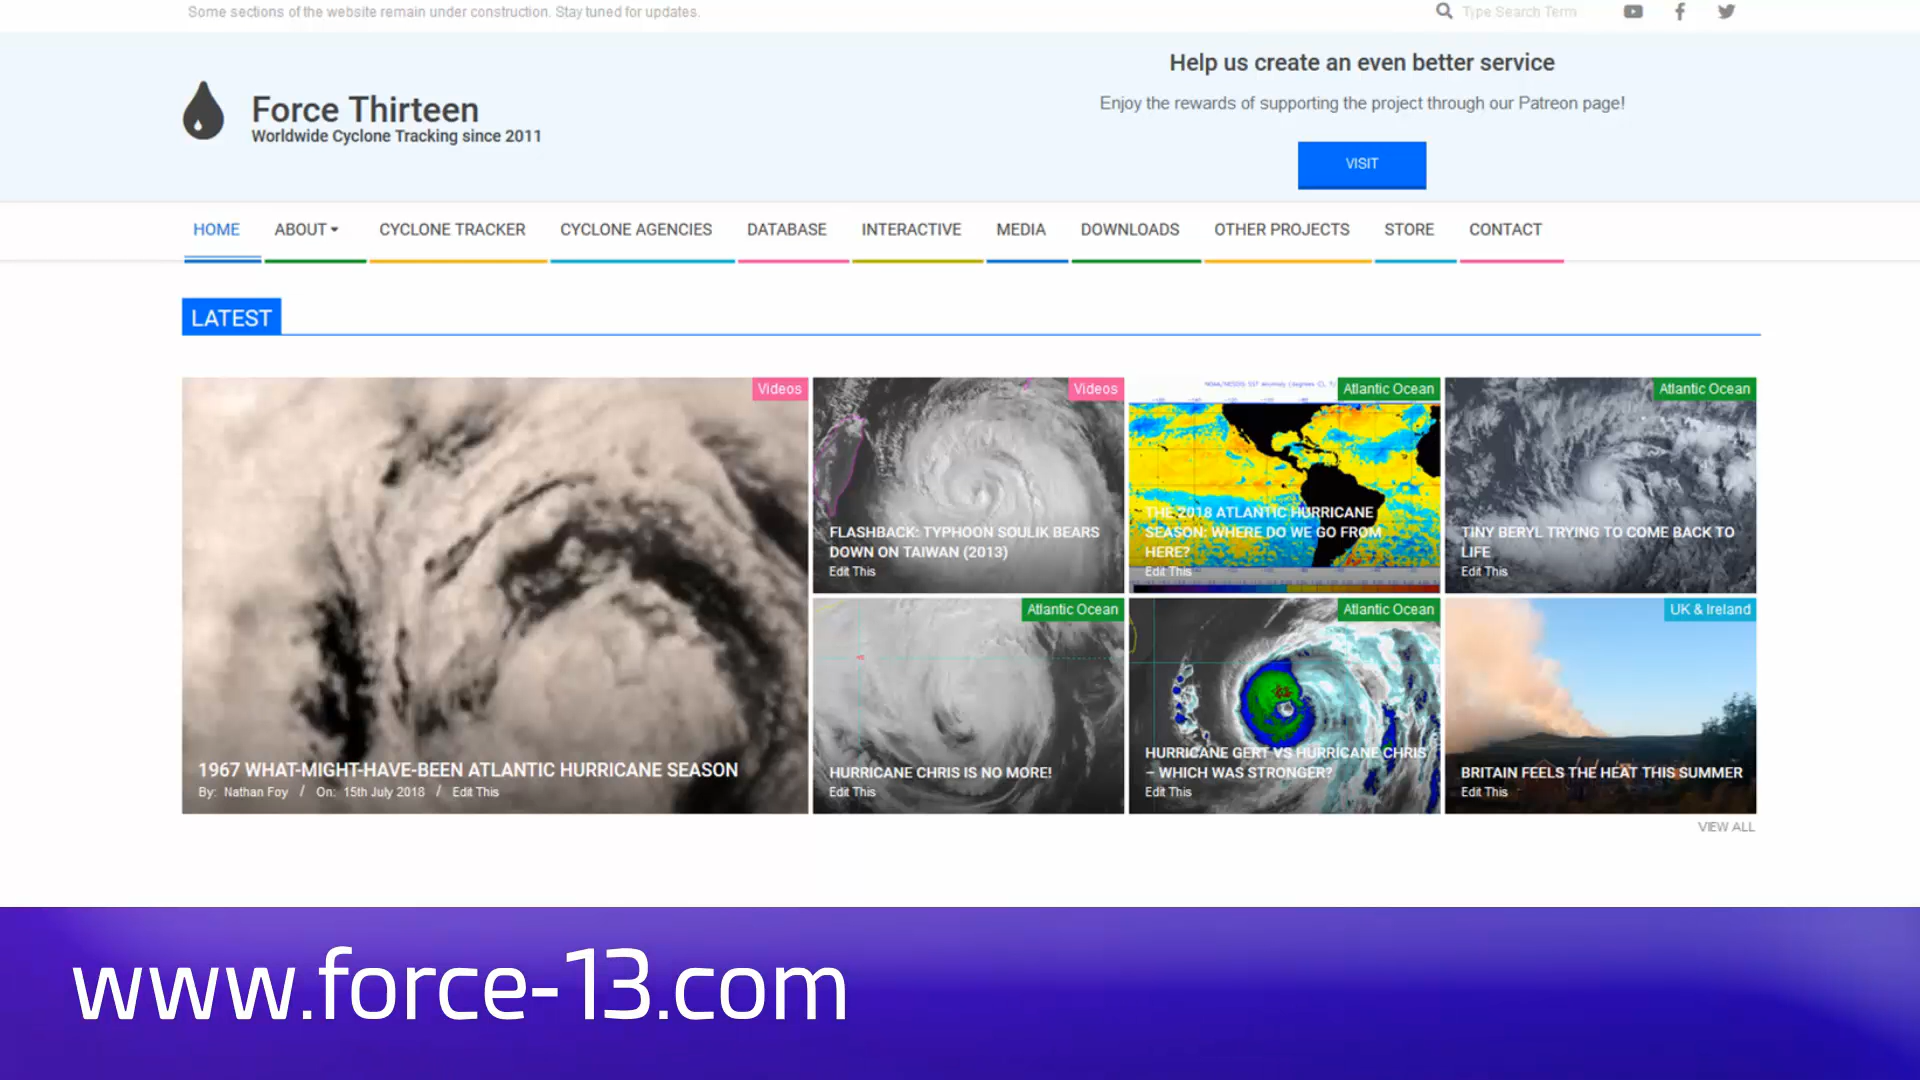 Some sections of the website remain under construction. Stay tuned for updates.
Type Search Term
Force Thirteen
Worldwide Cyclone Tracking since 2011
Help us create an even better service
Enjoy the rewards of supporting the project through our Patreon page!
VISIT
HOME
ABOUT
CYCLONE TRACKER
CYCLONE AGENCIES
DATABASE
INTERACTIVE
MEDIA
DOWNLOADS
OTHER PROJECTS
STORE
CONTACT
LATEST
Videos
1967 WHAT-MIGHT-HAVE-BEEN ATLANTIC HURRICANE SEASON
By: Nathan Foy / On: 15th July 2018 / Edit This
Videos
FLASHBACK: TYPHOON SOULIK BEARS
DOWN ON TAIWAN (2013)
Edit This
Atlantic Ocean
THE 2018 ATLANTIC HURRICANE
SEASON: WHERE DO WE GO FROM
HERE?
Edit This
Atlantic Ocean
TINY BERYL TRYING TO COME BACK TO
LIFE
Edit This
Atlantic Ocean
HURRICANE CHRIS IS NO MORE!
Edit This
Atlantic Ocean
HURRICANE GERT VS HURRICANE CHRIS
– WHICH WAS STRONGER?
Edit This
UK & Ireland
BRITAIN FEELS THE HEAT THIS SUMMER
Edit This
VIEW ALL
www.force-13.com